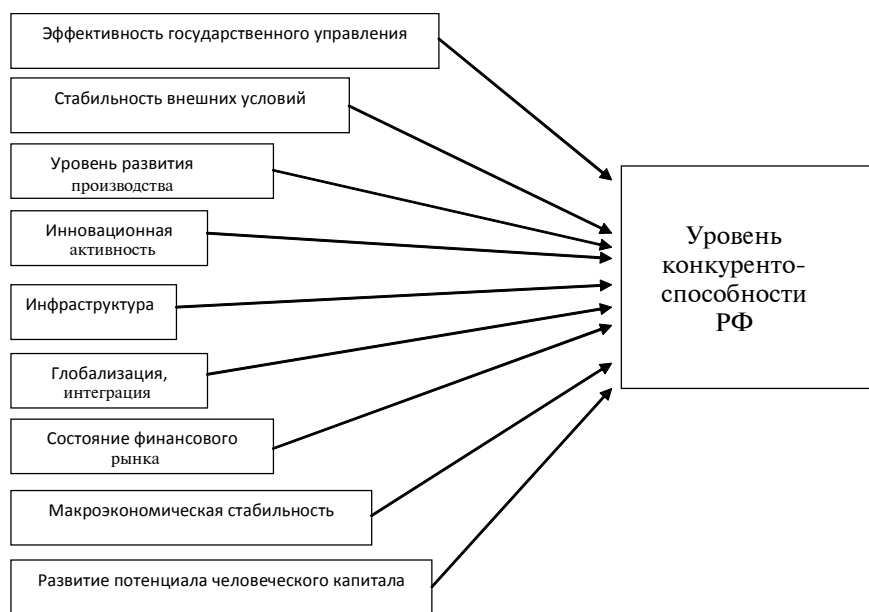 Эффективность государственного управления
Стабильность внешних условий
Уровень развития
производства
Инновационная
активность
Инфраструктура
Глобализация,
интеграция
Состояние финансового
рынка
Макроэкономическая стабильность
Развитие потенциала человеческого капитала
Уровень
конкуренто-
способности
РФ